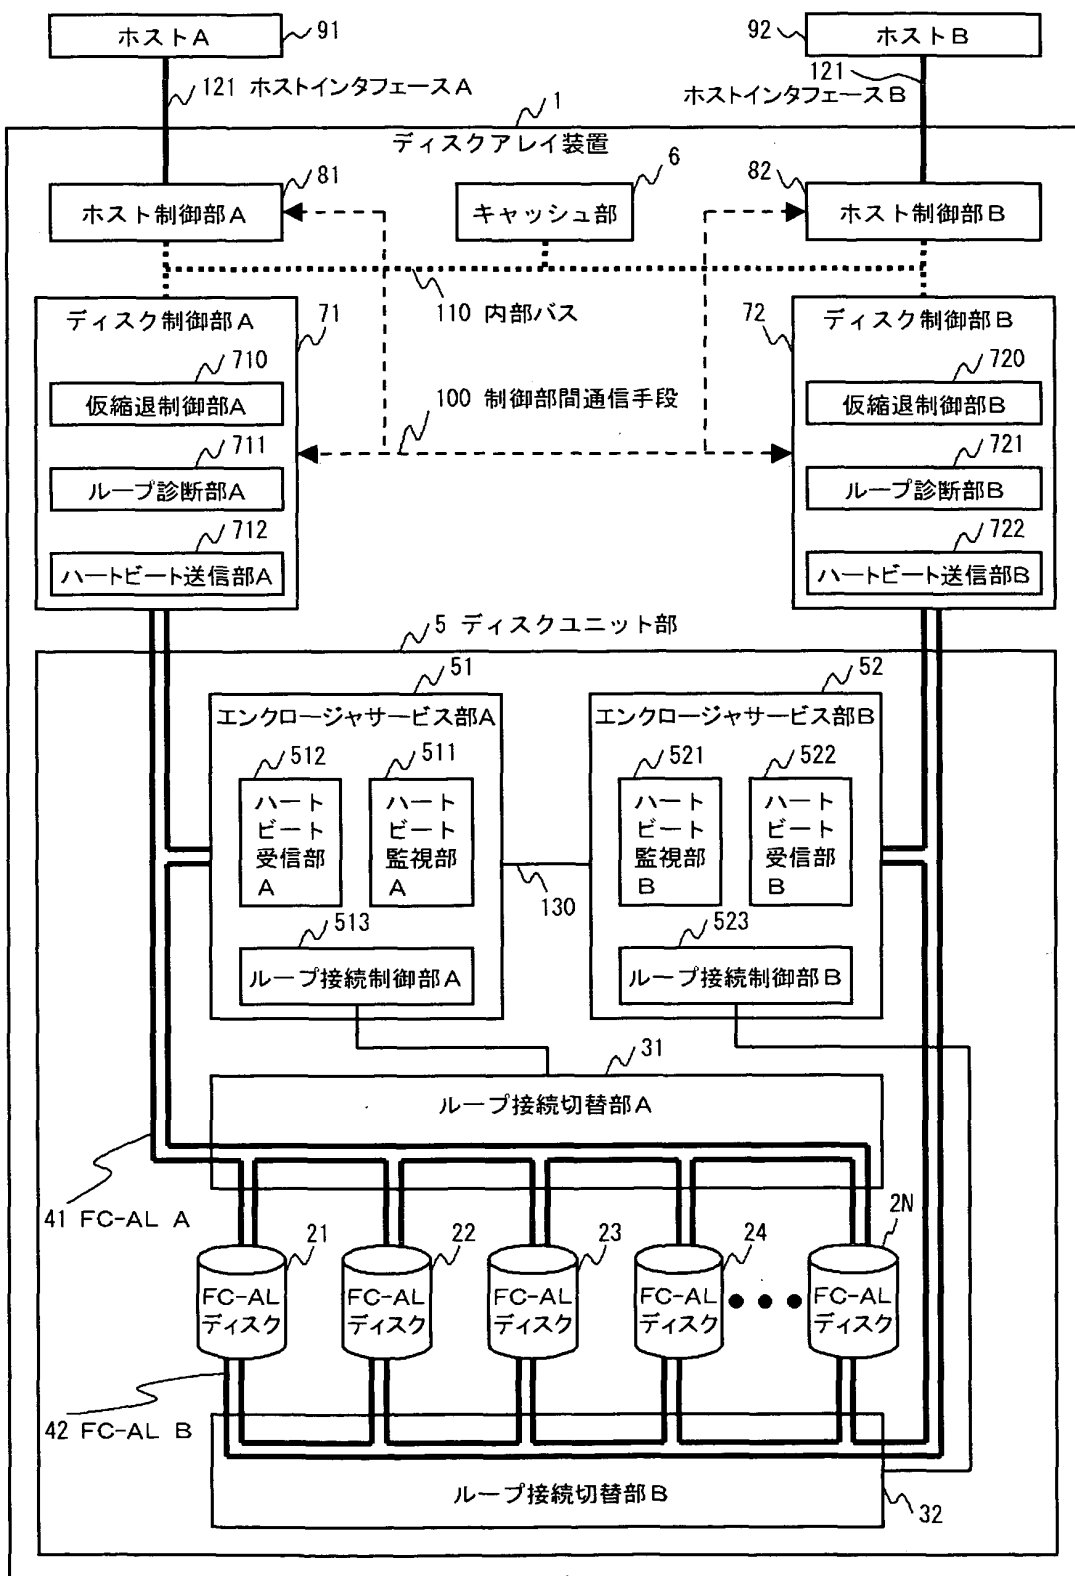 ホストA
91
92
ホストB
121 ホストインタフェースA
121
ホストインタフェースB
1
ディスクアレイ装置
81
6
82
ホスト制御部A
キャッシュ部
ホスト制御部B
110 内部バス
ディスク制御部A
71
72
ディスク制御部B
710
720
仮縮退制御部A
100 制御部間通信手段
仮縮退制御部B
711
721
ループ診断部A
ループ診断部B
712
722
ハートビート送信部A
ハートビート送信部B
5 ディスクユニット部
51
52
エンクロージャサービス部A
エンクロージャサービス部B
512
511
521
522
ハート
ビート
受信部
A
ハート
ビート
監視部
A
ハート
ビート
監視部
B
ハート
ビート
受信部
B
130
513
523
ループ接続制御部A
ループ接続制御部B
31
ループ接続切替部A
41 FC-AL A
21
22
23
24
2N
FC-AL
ディスク
FC-AL
ディスク
FC-AL
ディスク
FC-AL
ディスク
FC-AL
ディスク
42 FC-AL B
ループ接続切替部B
32